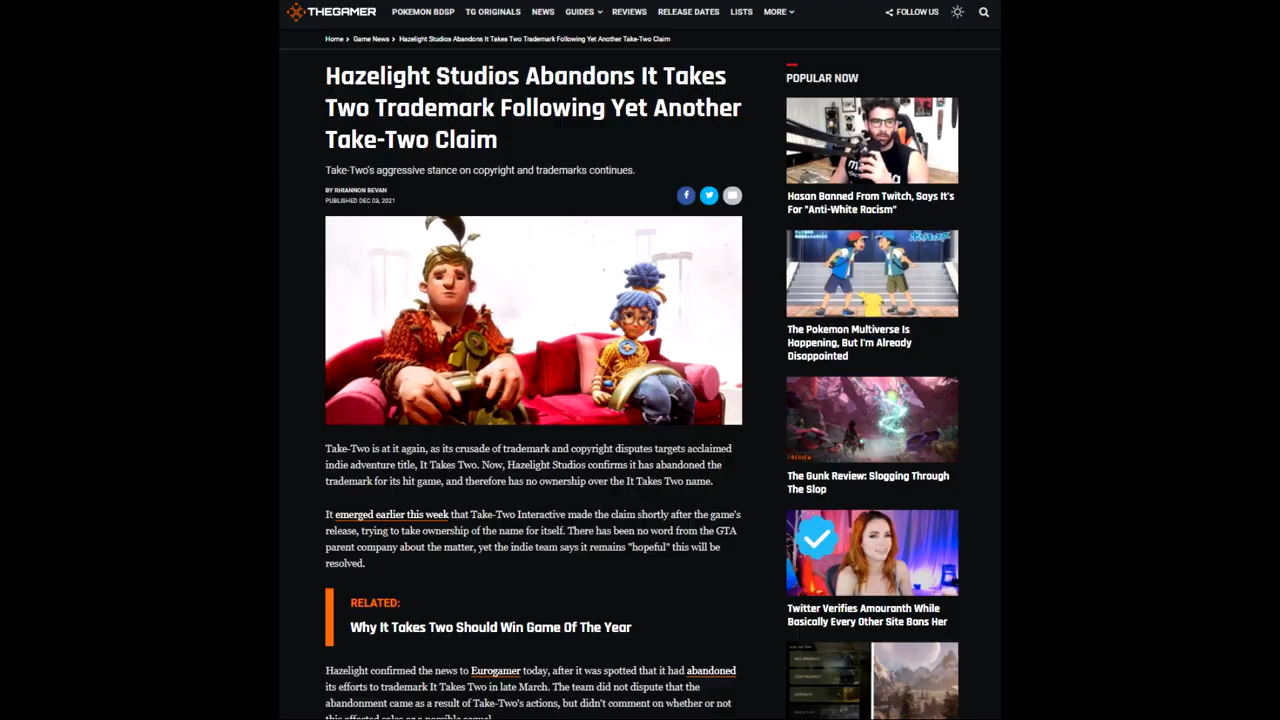 THEGAMER
POKEMON BDSP
TG ORIGINALS
NEWS
GUIDES
REVIEWS
RELEASE DATES
LISTS
MORE
FOLLOW US
Home > Game News > Hazelight Studios Abandons It Takes Two Trademark Following Yet Another Take-Two Claim
Hazelight Studios Abandons It Takes
Two Trademark Following Yet Another
Take-Two Claim
Take-Two's aggressive stance on copyright and trademarks continues.
BY RHIANNON BEVAN
PUBLISHED DEC 03, 2021
Take-Two is at it again, as its crusade of trademark and copyright disputes targets acclaimed
indie adventure title, It Takes Two. Now, Hazelight Studios confirms it has abandoned the
trademark for its hit game, and therefore has no ownership over the It Takes Two name.
It emerged earlier this week that Take-Two Interactive made the claim shortly after the game's
release, trying to take ownership of the name for itself. There has been no word from the GTA
parent company about the matter, yet the indie team says it remains "hopeful" this will be
resolved.
RELATED:
Why It Takes Two Should Win Game Of The Year
Hazelight confirmed the news to Eurogamer today, after it was spotted that it had abandoned
its efforts to trademark It Takes Two in late March. The team did not dispute that the
abandonment came as a result of Take-Two's actions, but didn't comment on whether or not
this affected sales or a possible sequel.
POPULAR NOW
Hasan Banned From Twitch, Says It's
For "Anti-White Racism"
The Pokemon Multiverse Is
Happening, But I'm Already
Disappointed
REVIEW
The Gunk Review: Slogging Through
The Slop
Twitter Verifies Amouranth While
Basically Every Other Site Bans Her